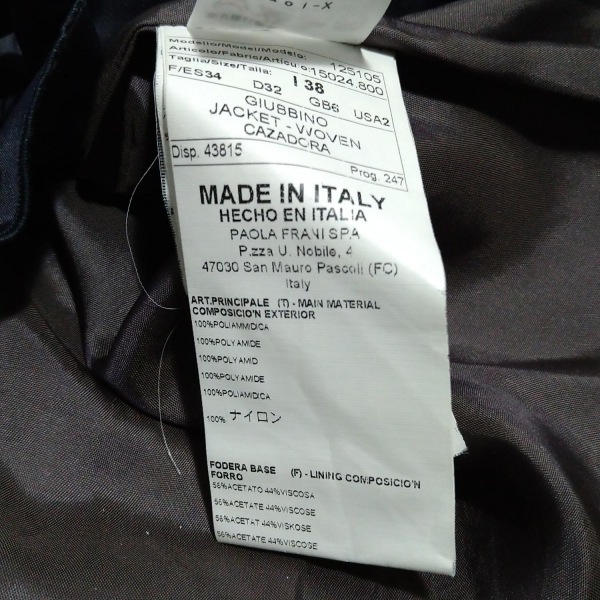 Modello/Model/Modelo: 125105
Articolo/Fabric/Articulo: 15024.800
Taglia/Size/Talla: I 38
F/ES34 D32 GB6 USA2
GIUBBINO
JACKET - WOVEN
CAZADORA
Disp. 43815 Prog. 247
MADE IN ITALY
HECHO EN ITALIA
PAOLA FRANI SPA
P.zza U. Nobile, 4
47030 San Mauro Pascoli (FC)
Italy
ART.PRINCIPALE (T) - MAIN MATERIAL
COMPOSICIO'N EXTERIOR
100%POLIAMMIDICA
100%POLYAMIDE
100%POLYAMID
100%POLYAMIDE
100%POLIAMIDICA
100% ナイロン
FODERA BASE (F) - LINING COMPOSICIO'N
FORRO
56%ACETATO 44%VISCOSA
56%ACETATE 44%VISCOSE
56%ACETAT 44%VISKOSE
56%ACETATE 44%VISCOSE